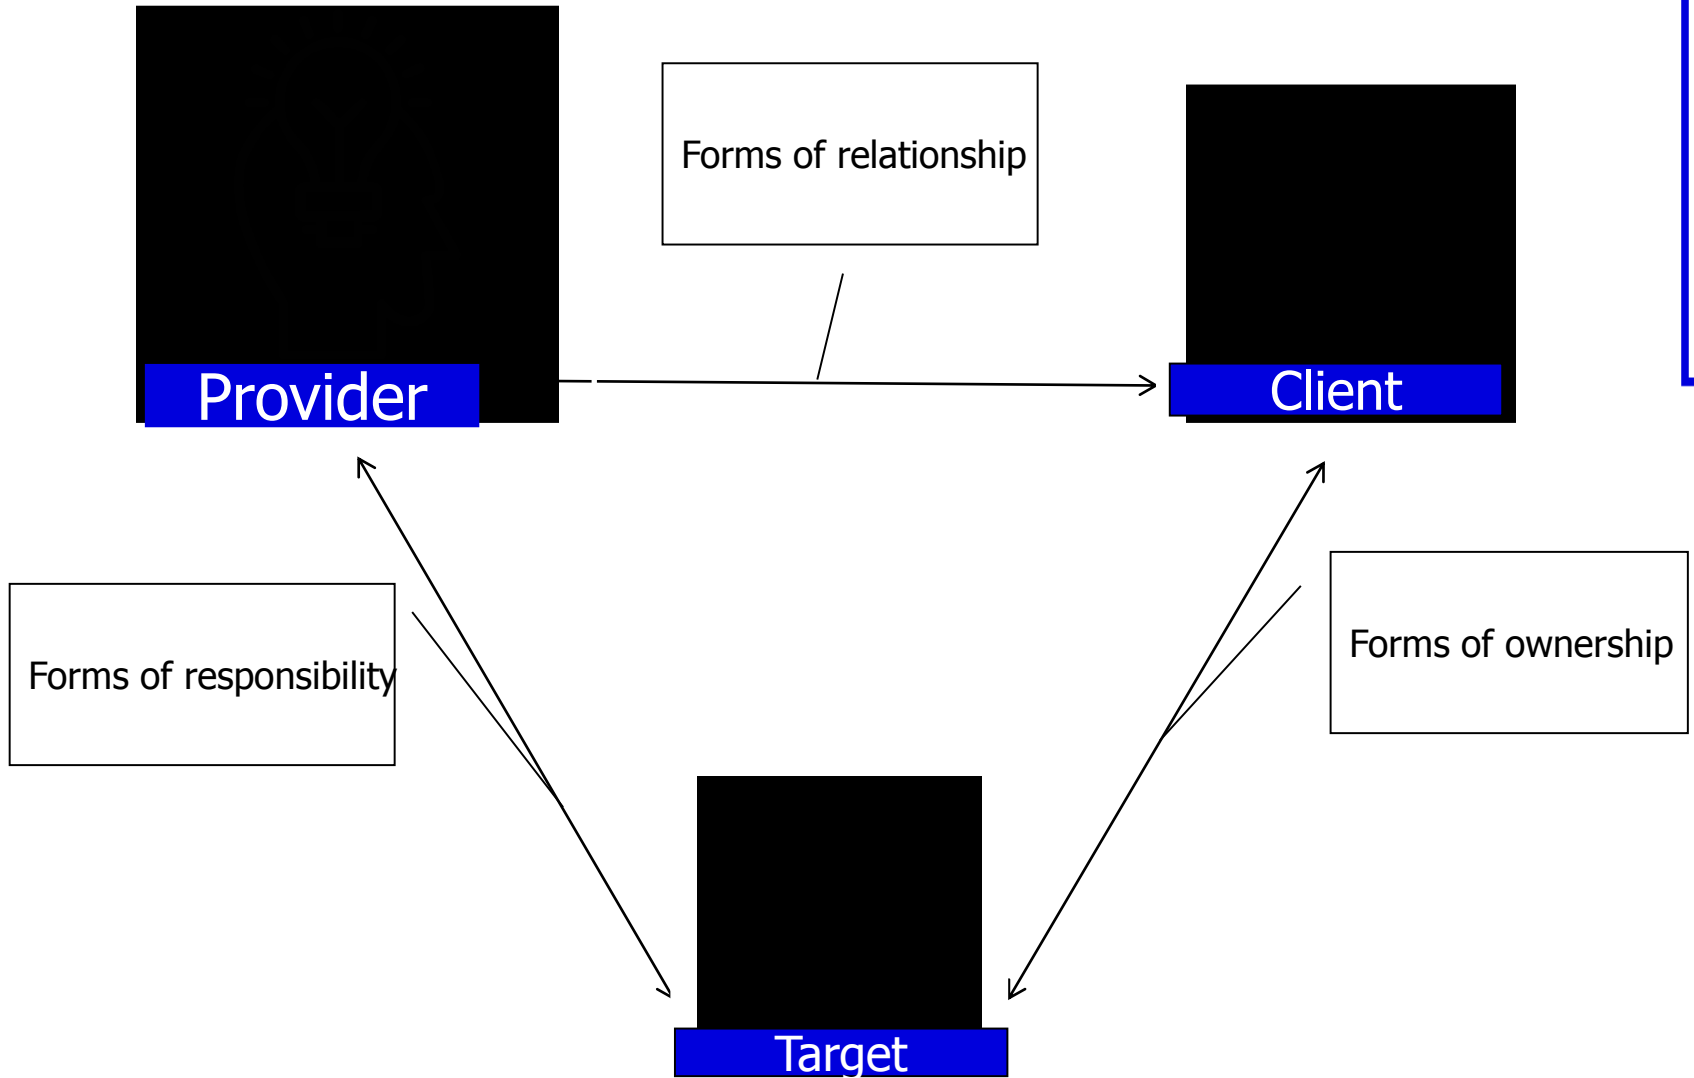 Forms of relationship
Provider
Client
Forms of responsibility
Forms of ownership
Target